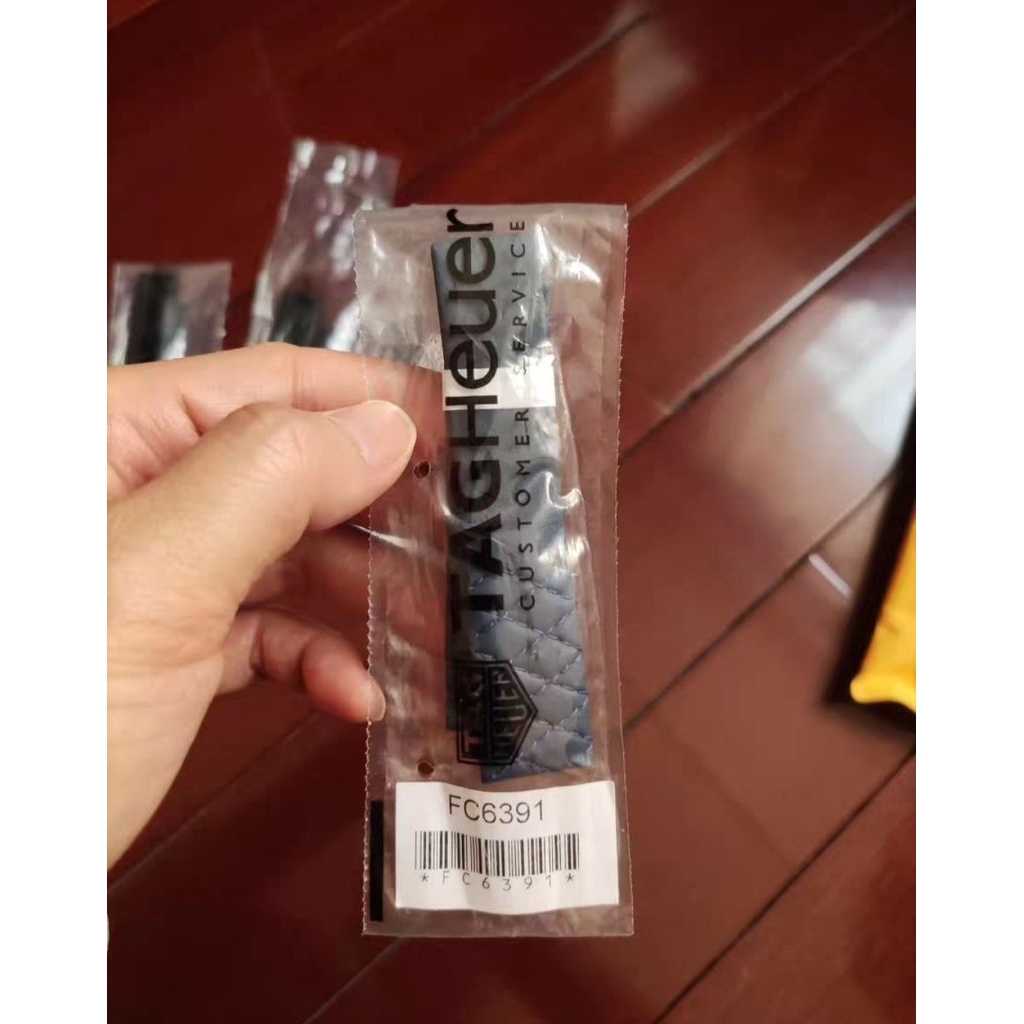 TAGHeuer
CUSTOMER SERVICE
TAG
HEUER
FC6391
*FC6391*